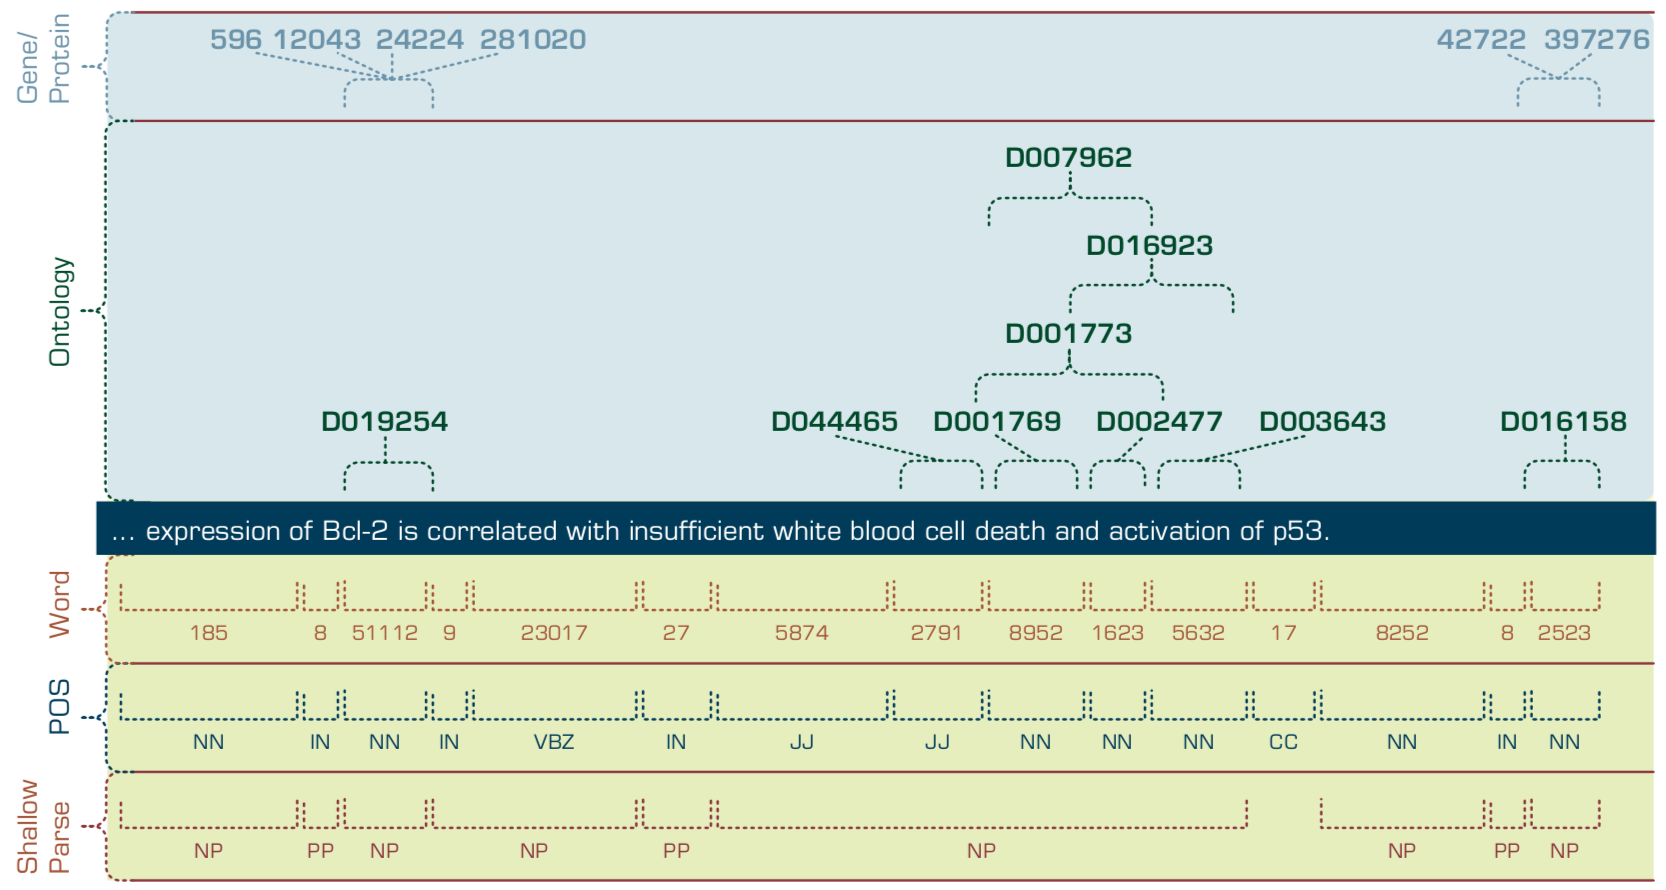 Gene/
Protein
596 12043 24224 281020
42722 397276
Ontology
D007962
D016923
D001773
D019254
D044465 D001769 D002477 D003643
D016158
... expression of Bcl-2 is correlated with insufficient white blood cell death and activation of p53.
Word
185 8 51112 9 23017 27 5874 2791 8952 1623 5632 17 8252 8 2523
POS
NN IN NN IN VBZ IN JJ JJ NN NN NN CC NN IN NN
Shallow
Parse
NP PP NP NP PP NP NP PP NP